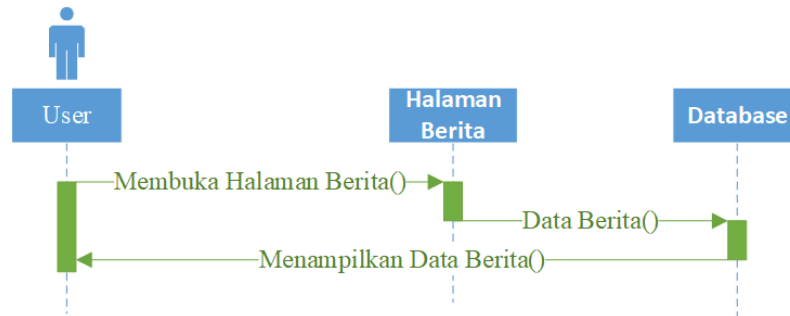 User
Halaman
Berita
Database
Membuka Halaman Berita()
Data Berita()
Menampilkan Data Berita()